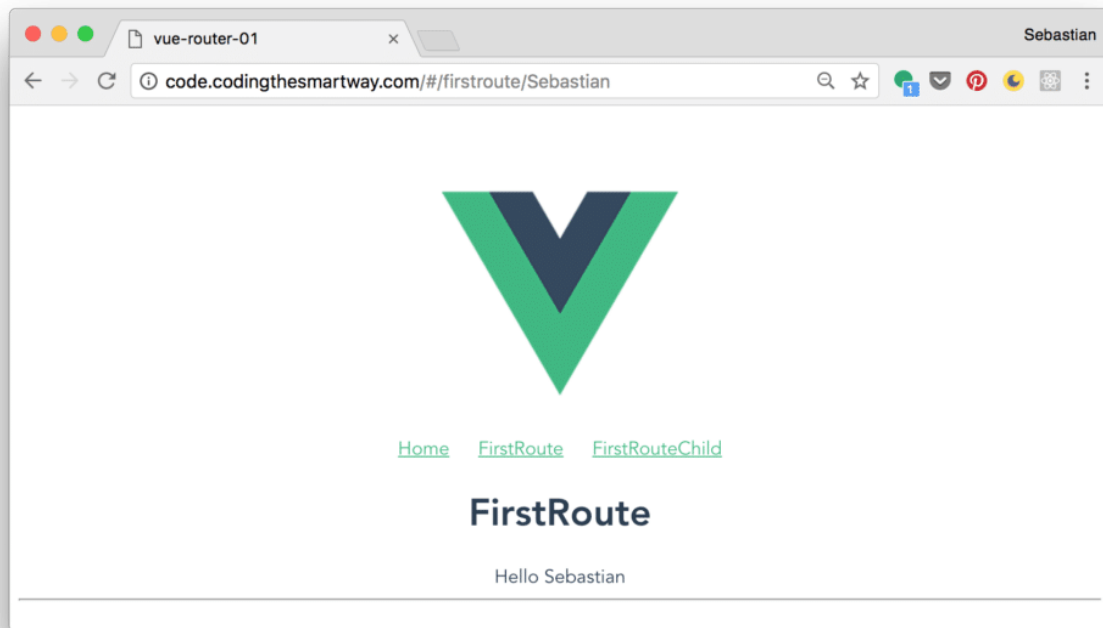 vue-router-01
Sebastian
code.codingthesmartway.com/#/firstroute/Sebastian
1
Home FirstRoute FirstRouteChild
FirstRoute
Hello Sebastian